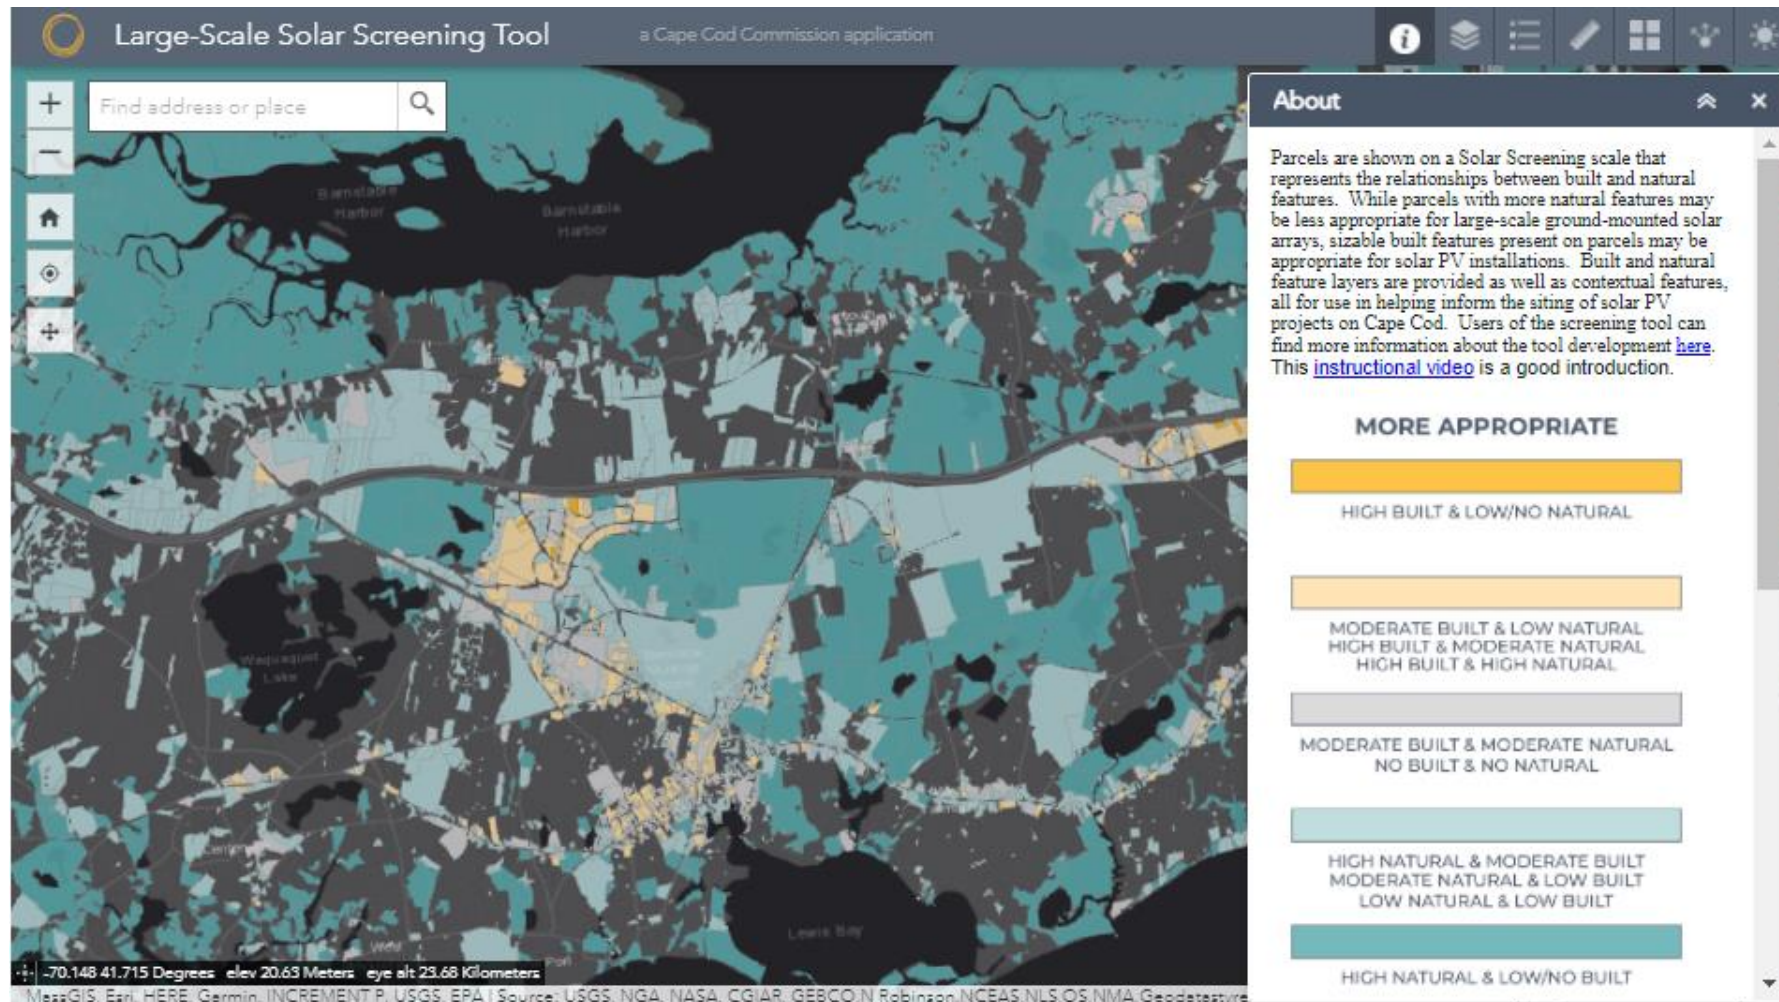 Large-Scale Solar Screening Tool
a Cape Cod Commission application
Find address or place
About
Parcels are shown on a Solar Screening scale that
represents the relationships between built and natural
features. While parcels with more natural features may
be less appropriate for large-scale ground-mounted solar
arrays, sizable built features present on parcels may be
appropriate for solar PV installations. Built and natural
feature layers are provided as well as contextual features,
all for use in helping inform the siting of solar PV
projects on Cape Cod. Users of the screening tool can
find more information about the tool development here.
This instructional video is a good introduction.
MORE APPROPRIATE
HIGH BUILT & LOW/NO NATURAL
MODERATE BUILT & LOW NATURAL
HIGH BUILT & MODERATE NATURAL
HIGH BUILT & HIGH NATURAL
MODERATE BUILT & MODERATE NATURAL
NO BUILT & NO NATURAL
HIGH NATURAL & MODERATE BUILT
MODERATE NATURAL & LOW BUILT
LOW NATURAL & LOW BUILT
HIGH NATURAL & LOW/NO BUILT
Barnstable
Harbor
Barnstable
Harbor
Wequaquet
Lake
Lewis Bay
West
Port
-70.148 41.715 Degrees elev 20.63 Meters eye alt 23.68 Kilometers
MassGIS, Esri, HERE, Garmin, INCREMENT P, USGS, EPA | Source: USGS, NGA, NASA, CGIAR, GEBCO,N Robinson,NCEAS,NLS,OS,NMA,Geodatastyre